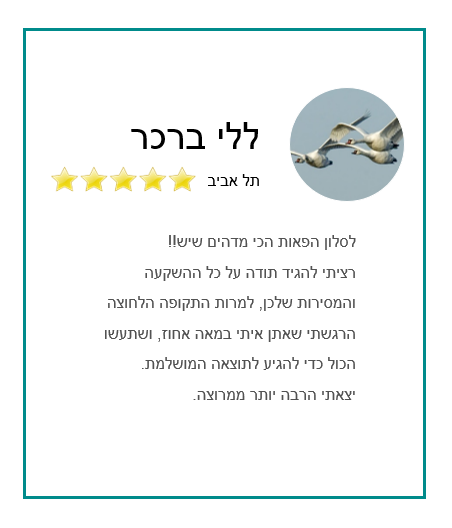 ללי ברכר
תל אביב
לסלון הפאות הכי מדהים שיש!!
רציתי להגיד תודה על כל ההשקעה
והמסירות שלכן, למרות התקופה הלחוצה
הרגשתי שאתן איתי במאה אחוז, ושתעשו
הכול כדי להגיע לתוצאה המושלמת.
יצאתי הרבה יותר ממרוצה.